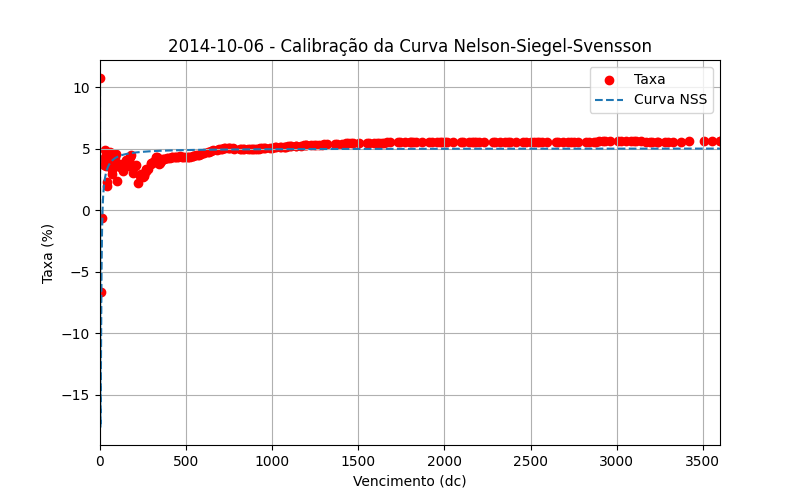 2014-10-06 - Calibração da Curva Nelson-Siegel-Svensson
Taxa
Curva NSS
Taxa (%)
10
5
0
−5
−10
−15
0 500 1000 1500 2000 2500 3000 3500
Vencimento (dc)